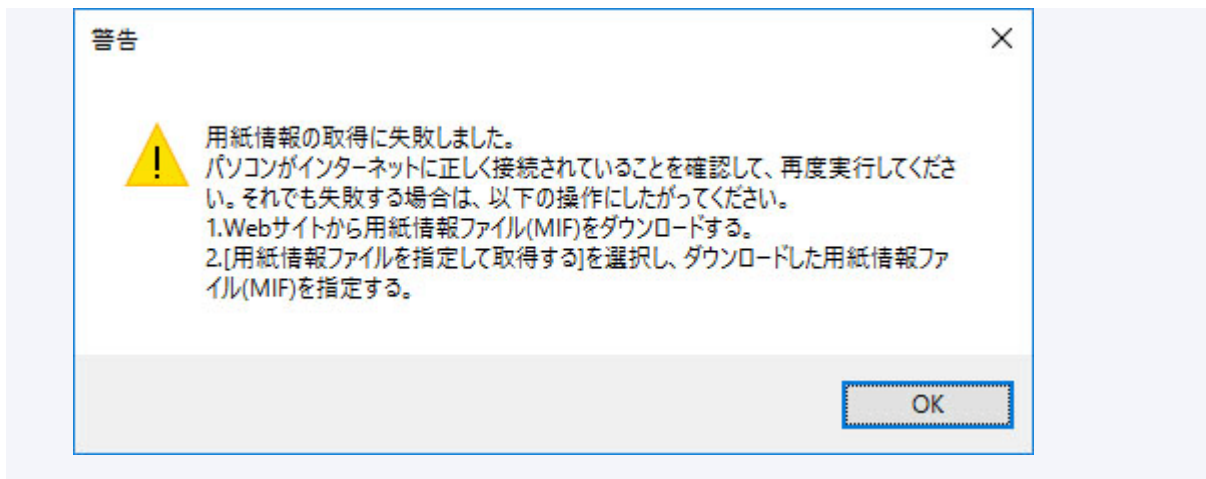 警告
用紙情報の取得に失敗しました。
パソコンがインターネットに正しく接続されていることを確認して、再度実行してくださ
い。それでも失敗する場合は、以下の操作にしたがってください。
1.Webサイトから用紙情報ファイル(MIF)をダウンロードする。
2.[用紙情報ファイルを指定して取得する]を選択し、ダウンロードした用紙情報ファ
イル(MIF)を指定する。
OK